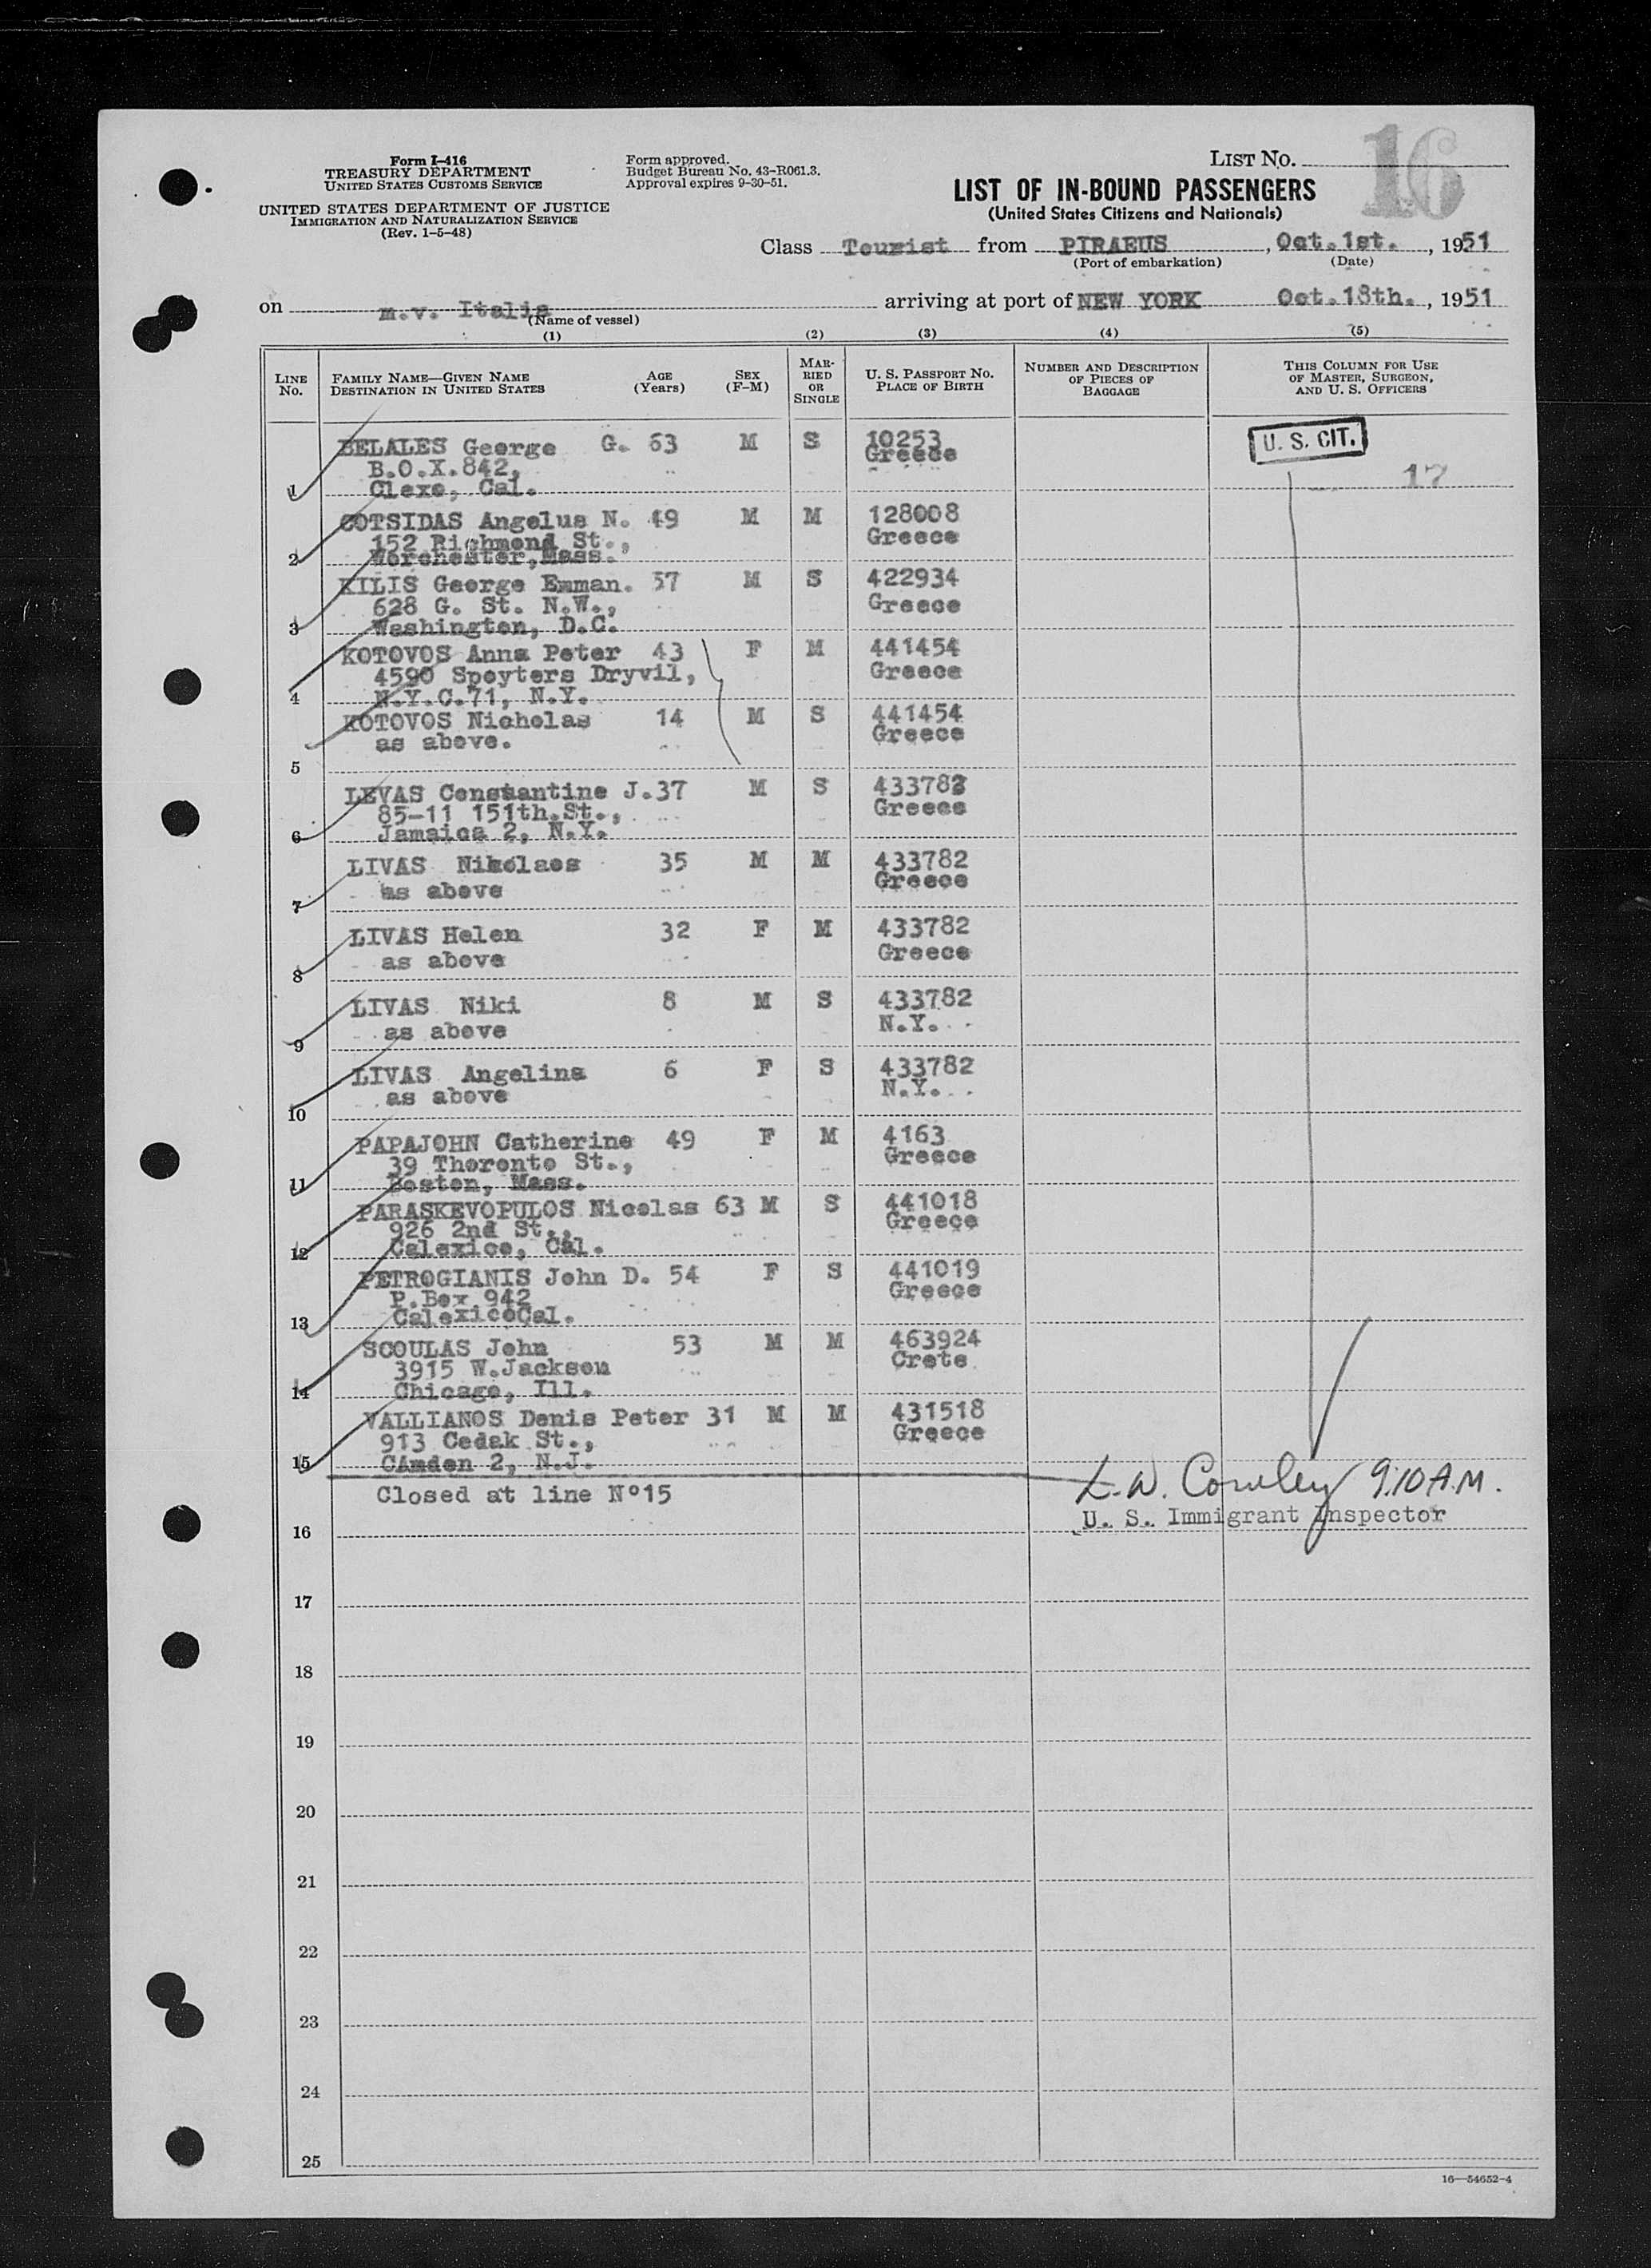 Form I-416
TREASURY DEPARTMENT
UNITED STATES CUSTOMS SERVICE
UNITED STATES DEPARTMENT OF JUSTICE
IMMIGRATION AND NATURALIZATION SERVICE
(Rev. 1-5-48)
Form approved.
Budget Bureau No. 43-R061.3.
Approval expires 9-30-51.
LIST NO. 16
LIST OF IN-BOUND PASSENGERS
(United States Citizens and Nationals)
Class Tourist from PIRAEUS, Oct.1st., 1951
(Port of embarkation) (Date)
on m.v. Italia arriving at port of NEW YORK Oct.18th., 1951
(Name of vessel)
(1) (2) (3) (4) (5)
LINE No. FAMILY NAME—GIVEN NAME DESTINATION IN UNITED STATES AGE (Years) SEX (F-M) MARRIED OR SINGLE U. S. PASSPORT NO. PLACE OF BIRTH NUMBER AND DESCRIPTION OF PIECES OF BAGGAGE THIS COLUMN FOR USE OF MASTER, SURGEON, AND U. S. OFFICERS
BELALES George G. 63 M S 10253 U. S. CIT.
B.O.X.842, Greece
1 Clexo, Cal. 17
COTSIDAS Angelus N. 49 M M 128008
152 Richmond St., Greece
2 Worchester,Mass.
KILIS George Emman. 57 M S 422934
628 G. St. N.W., Greece
3 Washington, D.C.
KOTOVOS Anna Peter 43 F M 441454
4590 Spoyters Dryvil, Greece
4 N.Y.C.71, N.Y.
KOTOVOS Nicholas 14 M S 441454
as above. Greece
5
LEVAS Constantine J. 37 M S 433782
85-11 151th.St., Greece
6 Jamaica 2, N.Y.
LIVAS Nikolaos 35 M M 433782
as above Greece
7
LIVAS Helen 32 F M 433782
as above Greece
8
LIVAS Niki 8 M S 433782
as above N.Y.
9
LIVAS Angelina 6 F S 433782
as above N.Y.
10
PAPAJOHN Catherine 49 F M 4163
39 Thoronto St., Greece
11 Boston, Mass.
PARASKEVOPULOS Nicolas 63 M S 441018
926 2nd St., Greece
12 Calexico, Cal.
PETROGIANIS John D. 54 F S 441019
P.Box 942 Greece
13 CalexicoCal.
SCOULAS John 53 M M 463924
3915 W.Jackson Crete
14 Chicago, Ill.
VALLIANOS Denis Peter 31 M M 431518
913 Cedak St., Greece
15 CAmden 2, N.J.
Closed at line Nº15 L. W. Cowley 9:10 A.M.
U. S. Immigrant Inspector
16
17
18
19
20
21
22
23
24
25
16—54652-4